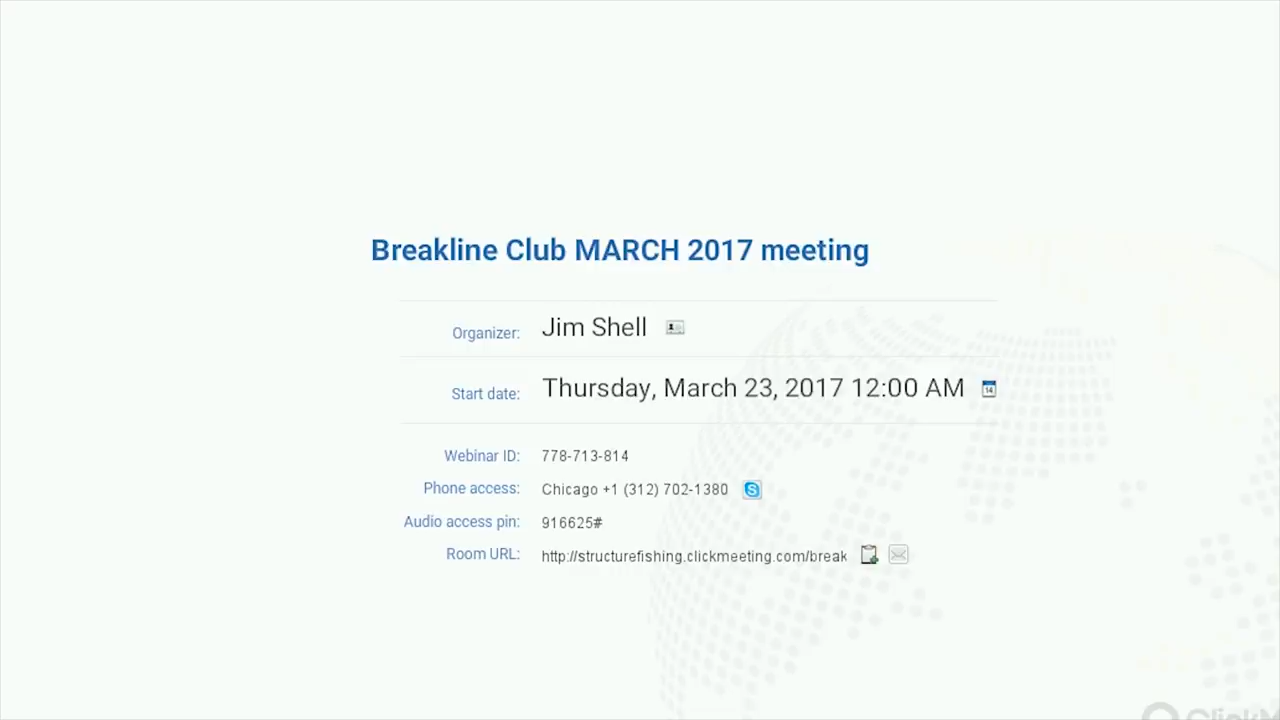 Breakline Club MARCH 2017 meeting
Organizer: Jim Shell
Start date: Thursday, March 23, 2017 12:00 AM
14
Webinar ID: 778-713-814
Phone access: Chicago +1 (312) 702-1380
Audio access pin: 916625#
Room URL: http://structurefishing.clickmeeting.com/break